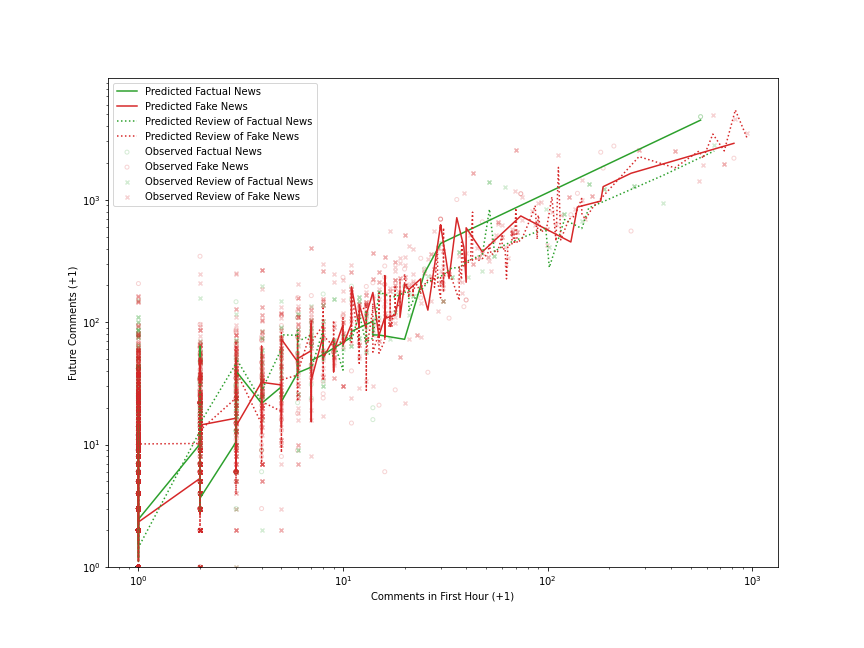 Predicted Factual News
Predicted Fake News
Predicted Review of Factual News
Predicted Review of Fake News
Observed Factual News
Observed Fake News
Observed Review of Factual News
Observed Review of Fake News
Future Comments (+1)
10³
10²
10¹
10⁰
10⁰ 10¹ 10² 10³
Comments in First Hour (+1)